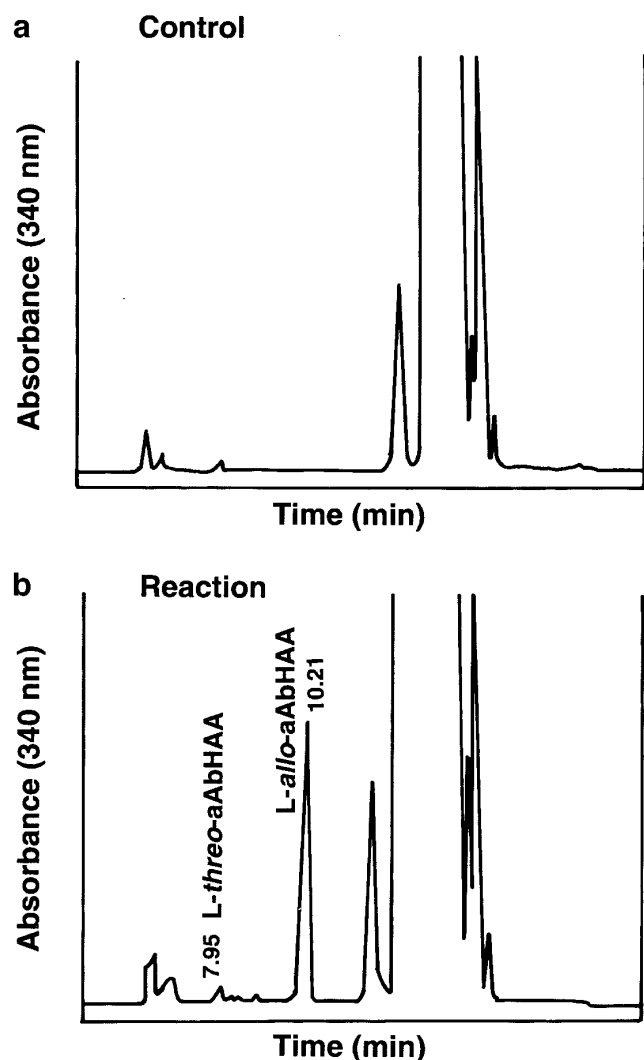 a Control
Absorbance (340 nm)
Time (min)
b Reaction
Absorbance (340 nm)
7.95 L-threo-aAbHAA
L-allo-aAbHAA
10.21
Time (min)